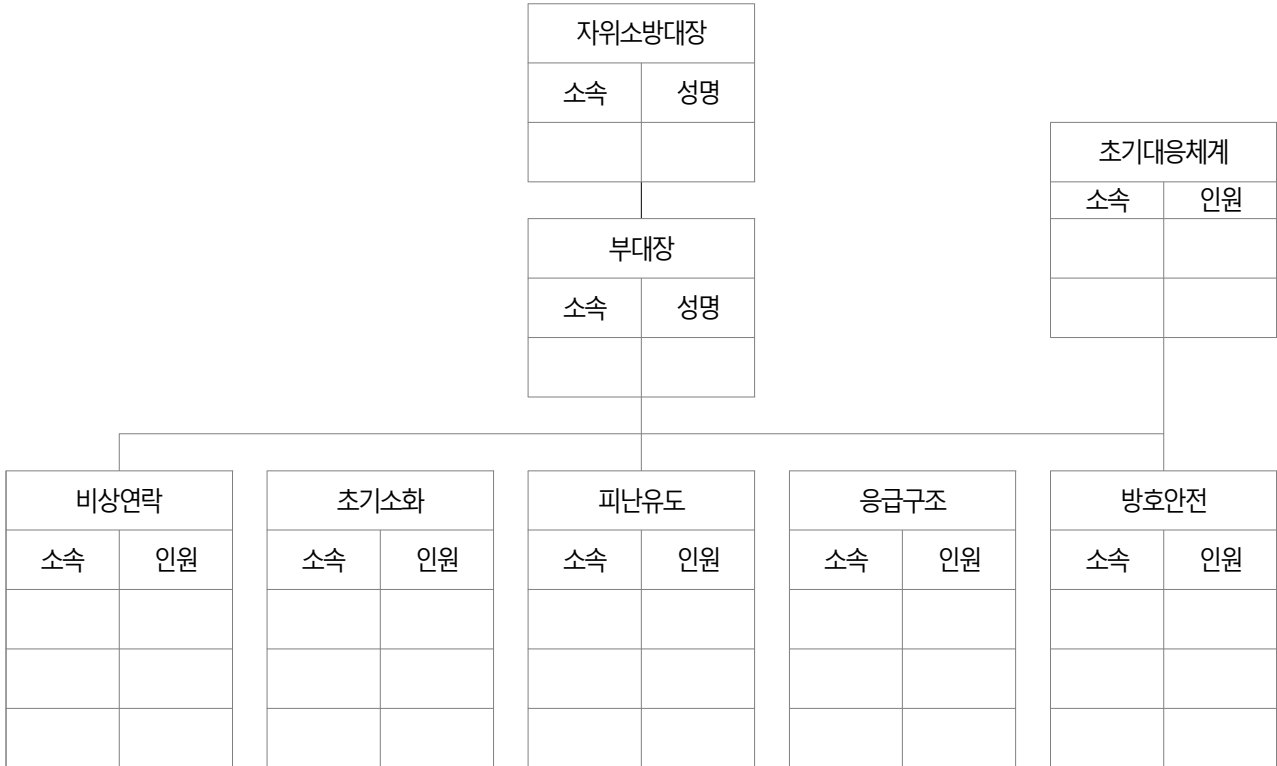 자위소방대장
소속 성명
초기대응체계
소속 인원
부대장
소속 성명
비상연락 초기소화 피난유도 응급구조 방호안전
소속 인원 소속 인원 소속 인원 소속 인원 소속 인원